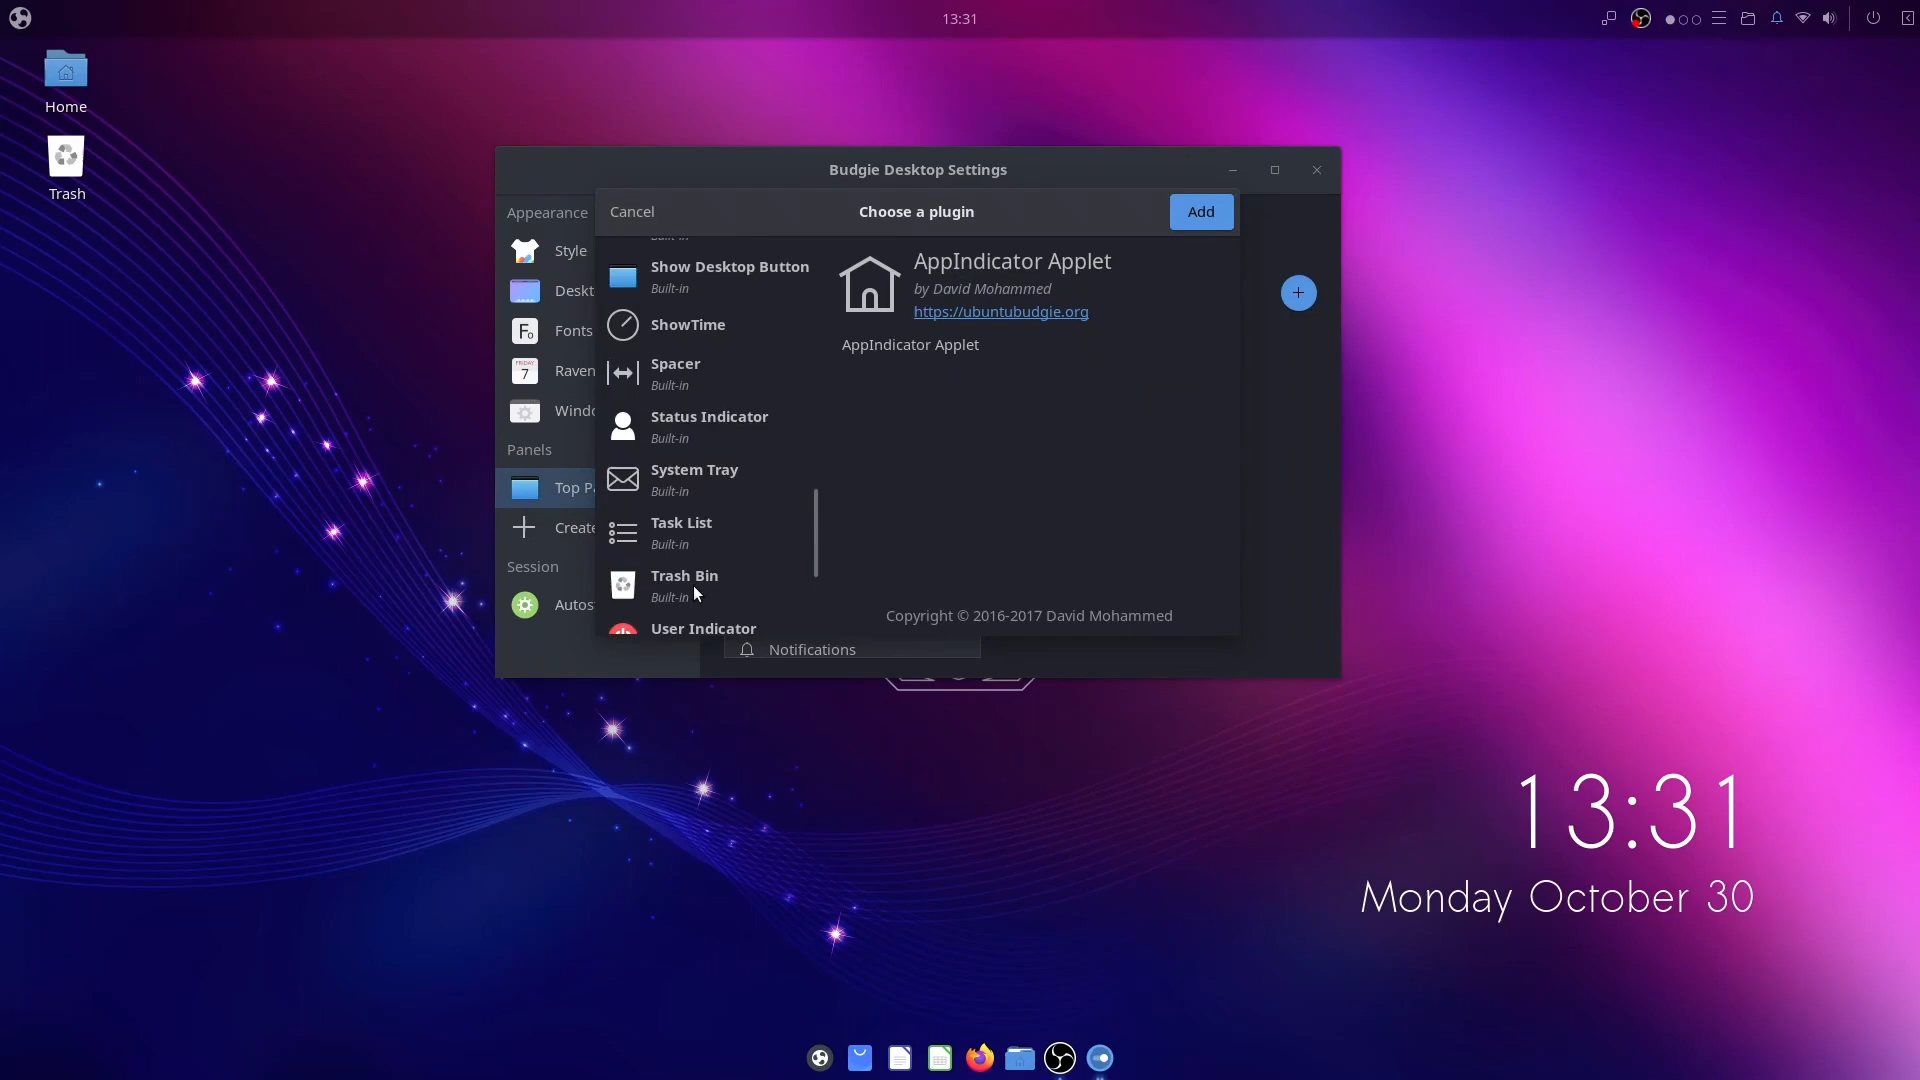 13:31
Home
Trash
Budgie Desktop Settings
Cancel
Choose a plugin
Add
Appearance
Style
Deskt
Fonts
Raven
Windo
Panels
Top Pa
Create
Session
Autos
Show Desktop Button
Built-in
ShowTime
Spacer
Built-in
Status Indicator
Built-in
System Tray
Built-in
Task List
Built-in
Trash Bin
Built-in
User Indicator
AppIndicator Applet
by David Mohammed
https://ubuntubudgie.org
AppIndicator Applet
Copyright © 2016-2017 David Mohammed
Notifications
13:31
Monday October 30